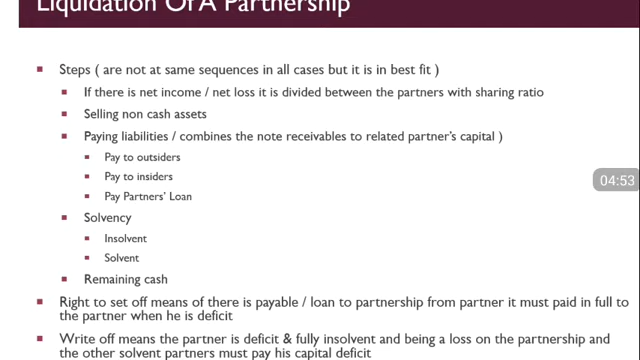 Liquidation Of A Partnership
Steps ( are not at same sequences in all cases but it is in best fit )
If there is net income / net loss it is divided between the partners with sharing ratio
Selling non cash assets
Paying liabilities / combines the note receivables to related partner's capital )
Pay to outsiders
Pay to insiders
Pay Partners' Loan
04:53
Solvency
Insolvent
Solvent
Remaining cash
Right to set off means of there is payable / loan to partnership from partner it must paid in full to
the partner when he is deficit
Write off means the partner is deficit & fully insolvent and being a loss on the partnership and
the other solvent partners must pay his capital deficit